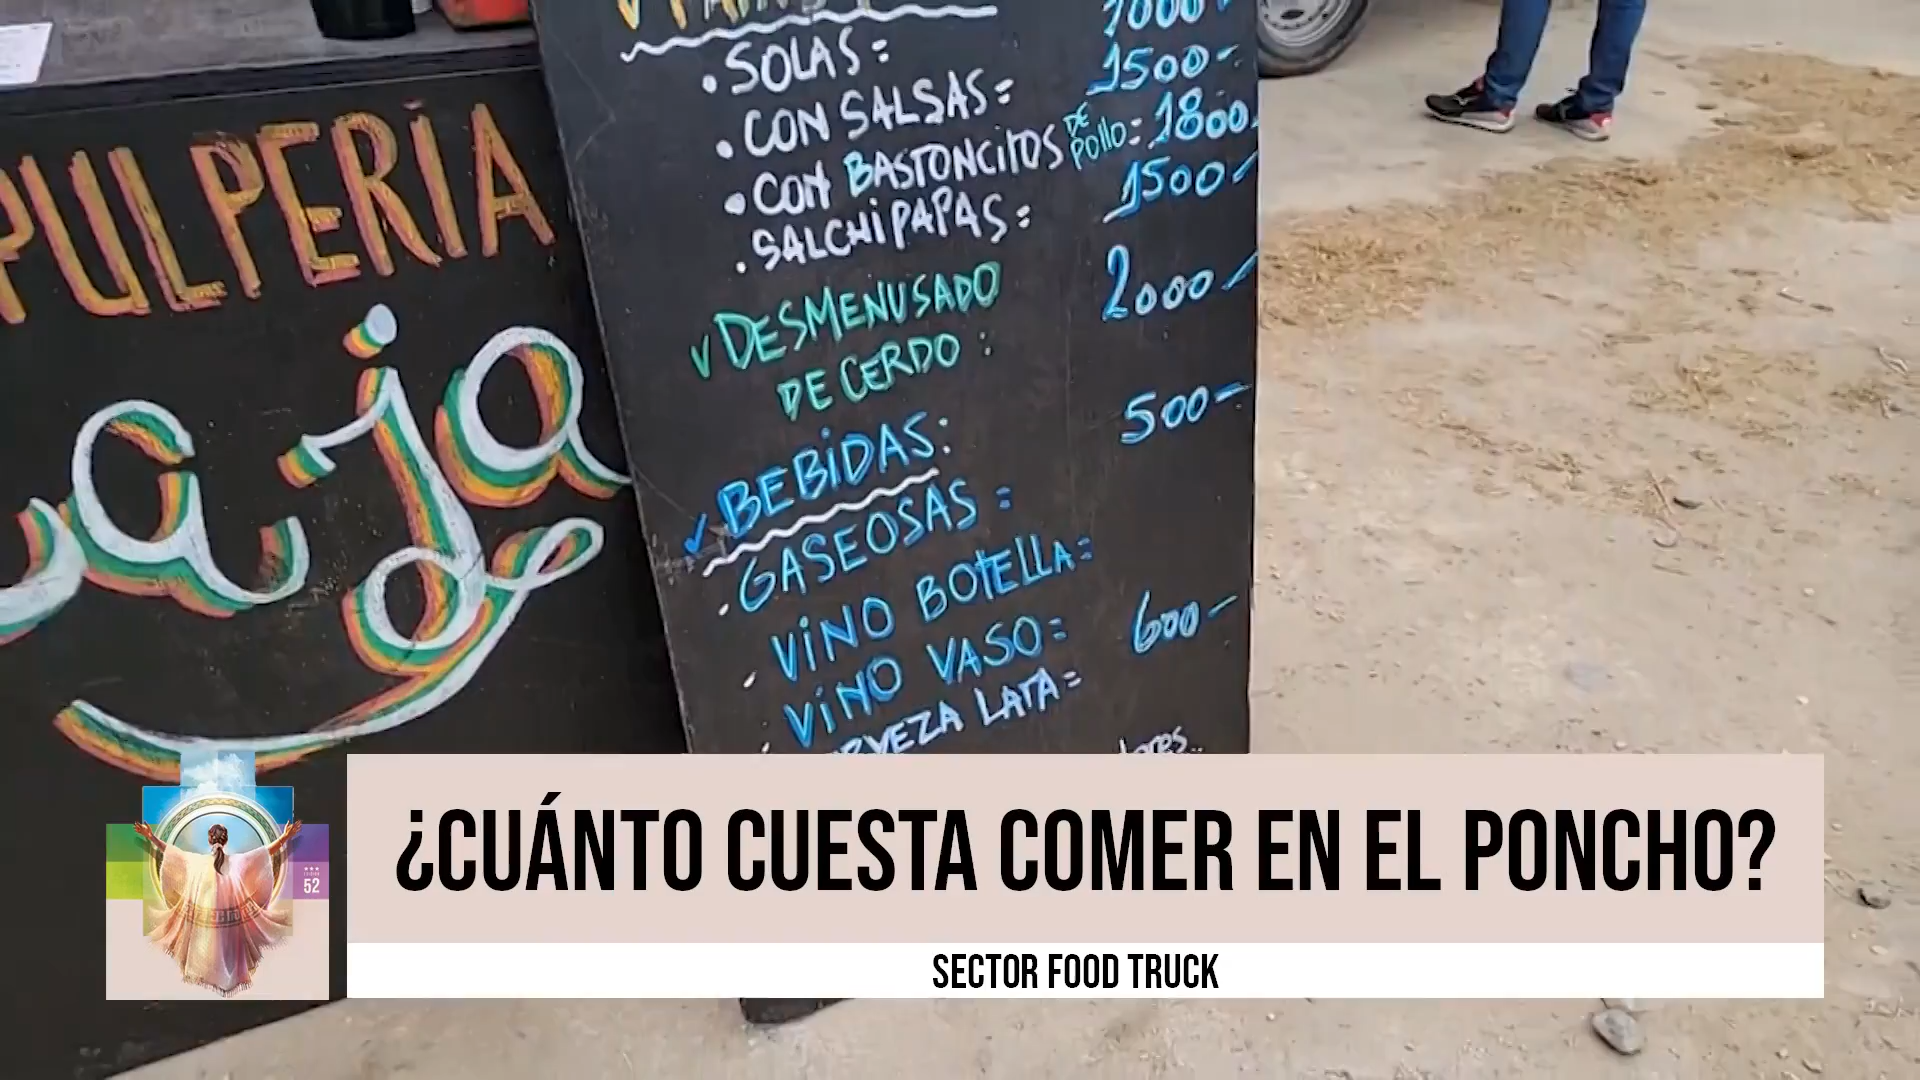 PULPERIA
aja
• SOLAS: 1000
• CON SALSAS: 1500-
• CON BASTONCITOS DE POLLO: 1800
• SALCHIPAPAS: 1500
✓ DESMENUSADO DE CERDO: 2000
✓ BEBIDAS:
• GASEOSAS: 500-
• VINO BOTELLA:
VINO VASO: 600-
LATA:
¿CUÁNTO CUESTA COMER EN EL PONCHO?
52
SECTOR FOOD TRUCK